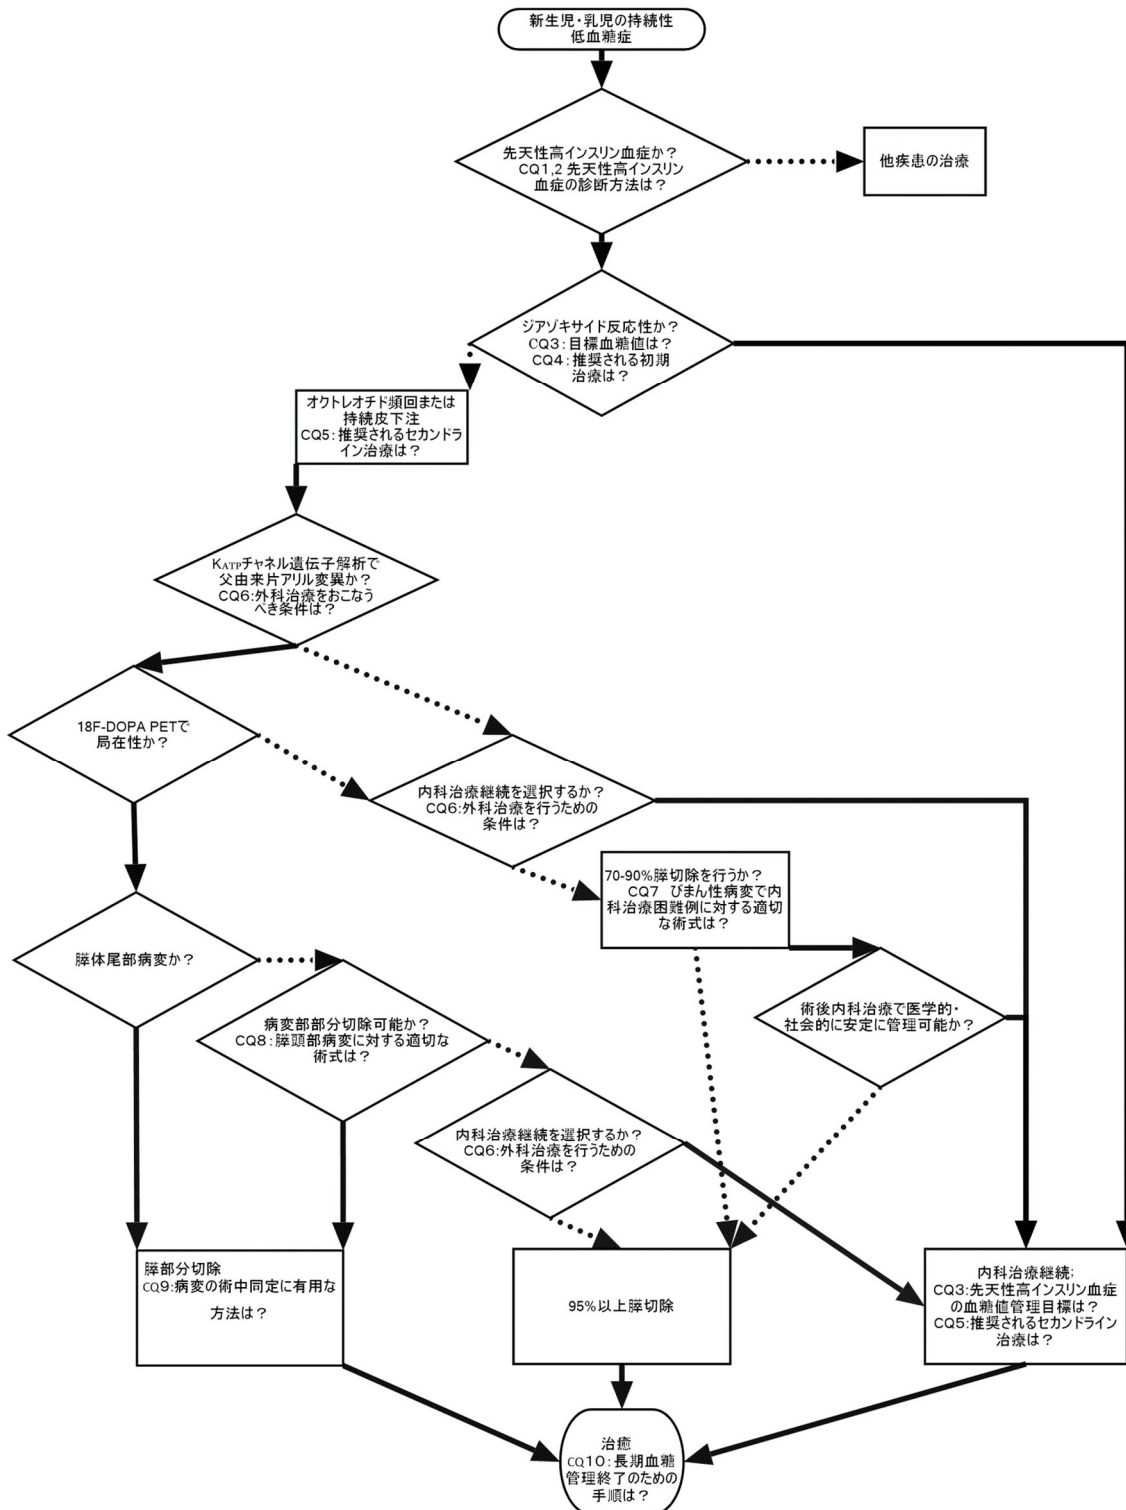 新生児・乳児の持続性
低血糖症
先天性高インスリン血症か？
CQ1,2 先天性高インスリン
血症の診断方法は？
他疾患の治療
ジアゾキサイド反応性か？
CQ3：目標血糖値は？
CQ4：推奨される初期
治療は？
オクトレオチド頻回または
持続皮下注
CQ5：推奨されるセカンドラ
イン治療は？
KATPチャネル遺伝子解析で
父由来片アリル変異か？
CQ6:外科治療をおこなう
べき条件は？
18F-DOPA PETで
局在性か？
内科治療継続を選択するか？
CQ6:外科治療を行うための
条件は？
70-90%膵切除を行うか？
CQ7 びまん性病変で内
科治療困難例に対する適切
な術式は？
膵体尾部病変か？
病変部部分切除可能か？
CQ8：膵頭部病変に対する適切な
術式は？
術後内科治療で医学的・
社会的に安定に管理可能か？
内科治療継続を選択するか？
CQ6:外科治療を行うための
条件は？
膵部分切除
CQ9:病変の術中同定に有用な
方法は？
95%以上膵切除
内科治療継続;
CQ3:先天性高インスリン血症
の血糖値管理目標は？
CQ5:推奨されるセカンドライン
治療は？
治癒
CQ10：長期血糖
管理終了のための
手順は？